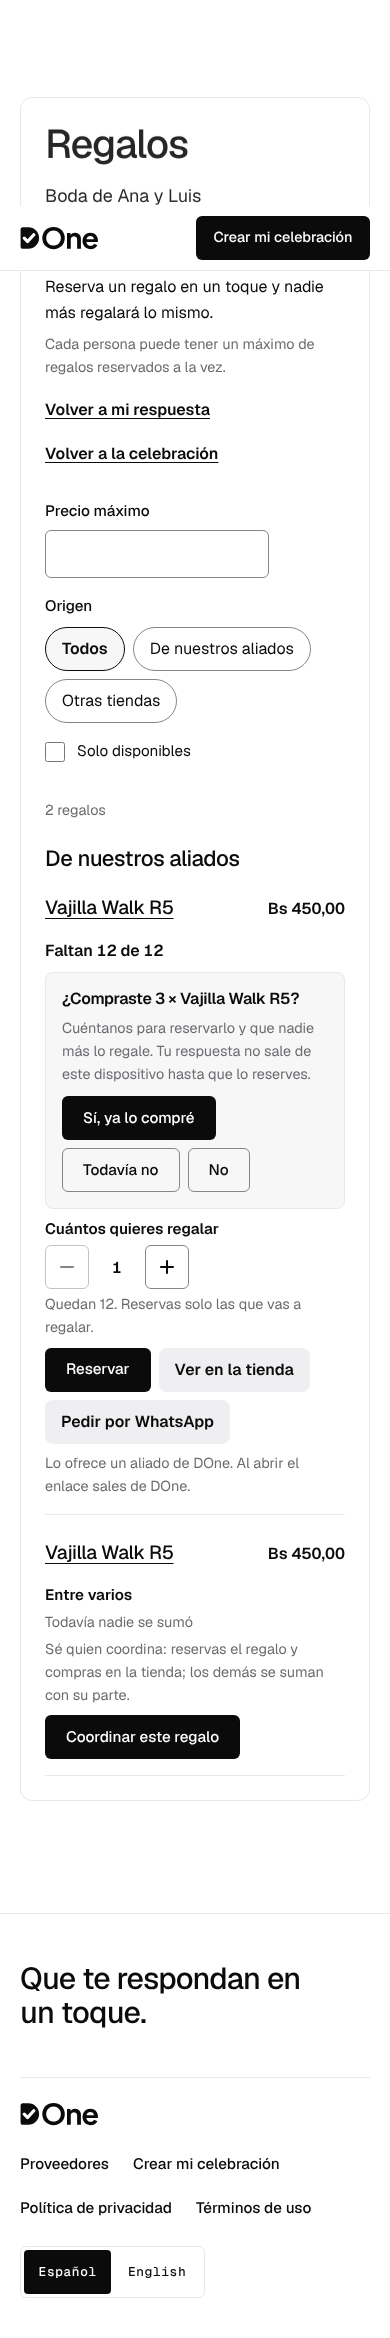 Regalos
Boda de Ana y Luis
DOne
Crear mi celebración
Reserva un regalo en un toque y nadie
más regalará lo mismo.
Cada persona puede tener un máximo de
regalos reservados a la vez.
Volver a mi respuesta
Volver a la celebración
Precio máximo
Origen
Todos
De nuestros aliados
Otras tiendas
Solo disponibles
2 regalos
De nuestros aliados
Vajilla Walk R5
Bs 450,00
Faltan 12 de 12
¿Compraste 3 × Vajilla Walk R5?
Cuéntanos para reservarlo y que nadie
más lo regale. Tu respuesta no sale de
este dispositivo hasta que lo reserves.
Sí, ya lo compré
Todavía no
No
Cuántos quieres regalar
1
Quedan 12. Reservas solo las que vas a
regalar.
Reservar
Ver en la tienda
Pedir por WhatsApp
Lo ofrece un aliado de DOne. Al abrir el
enlace sales de DOne.
Vajilla Walk R5
Bs 450,00
Entre varios
Todavía nadie se sumó
Sé quien coordina: reservas el regalo y
compras en la tienda; los demás se suman
con su parte.
Coordinar este regalo
Que te respondan en
un toque.
DOne
Proveedores
Crear mi celebración
Política de privacidad
Términos de uso
Español
English